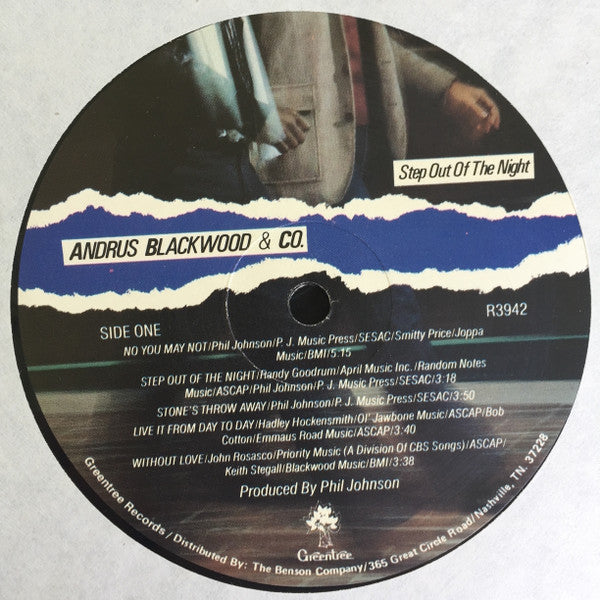 Step Out Of The Night
ANDRUS BLACKWOOD & CO.
R3942
SIDE ONE
NO YOU MAY NOT/Phil Johnson/P. J. Music Press/SESAC/Smitty Price/Joppa
Music/BMI/5:15
STEP OUT OF THE NIGHT/Randy Goodrum/April Music Inc./Random Notes
Music/ASCAP/Phil Johnson/P. J. Music Press/SESAC/3:18
STONE'S THROW AWAY/Phil Johnson/P. J. Music Press/SESAC/3:50
LIVE IT FROM DAY TO DAY/Hadley Hockensmith/Ol' Jawbone Music/ASCAP/Bob
Cotton/Emmaus Road Music/ASCAP/3:40
WITHOUT LOVE/John Rosasco/Priority Music (A Division Of CBS Songs)/ASCAP/
Keith Stegall/Blackwood Music/BMI/3:38
Produced By Phil Johnson
Greentree
Greentree Records/Distributed By: The Benson Company/365 Great Circle Road/Nashville, TN. 37228